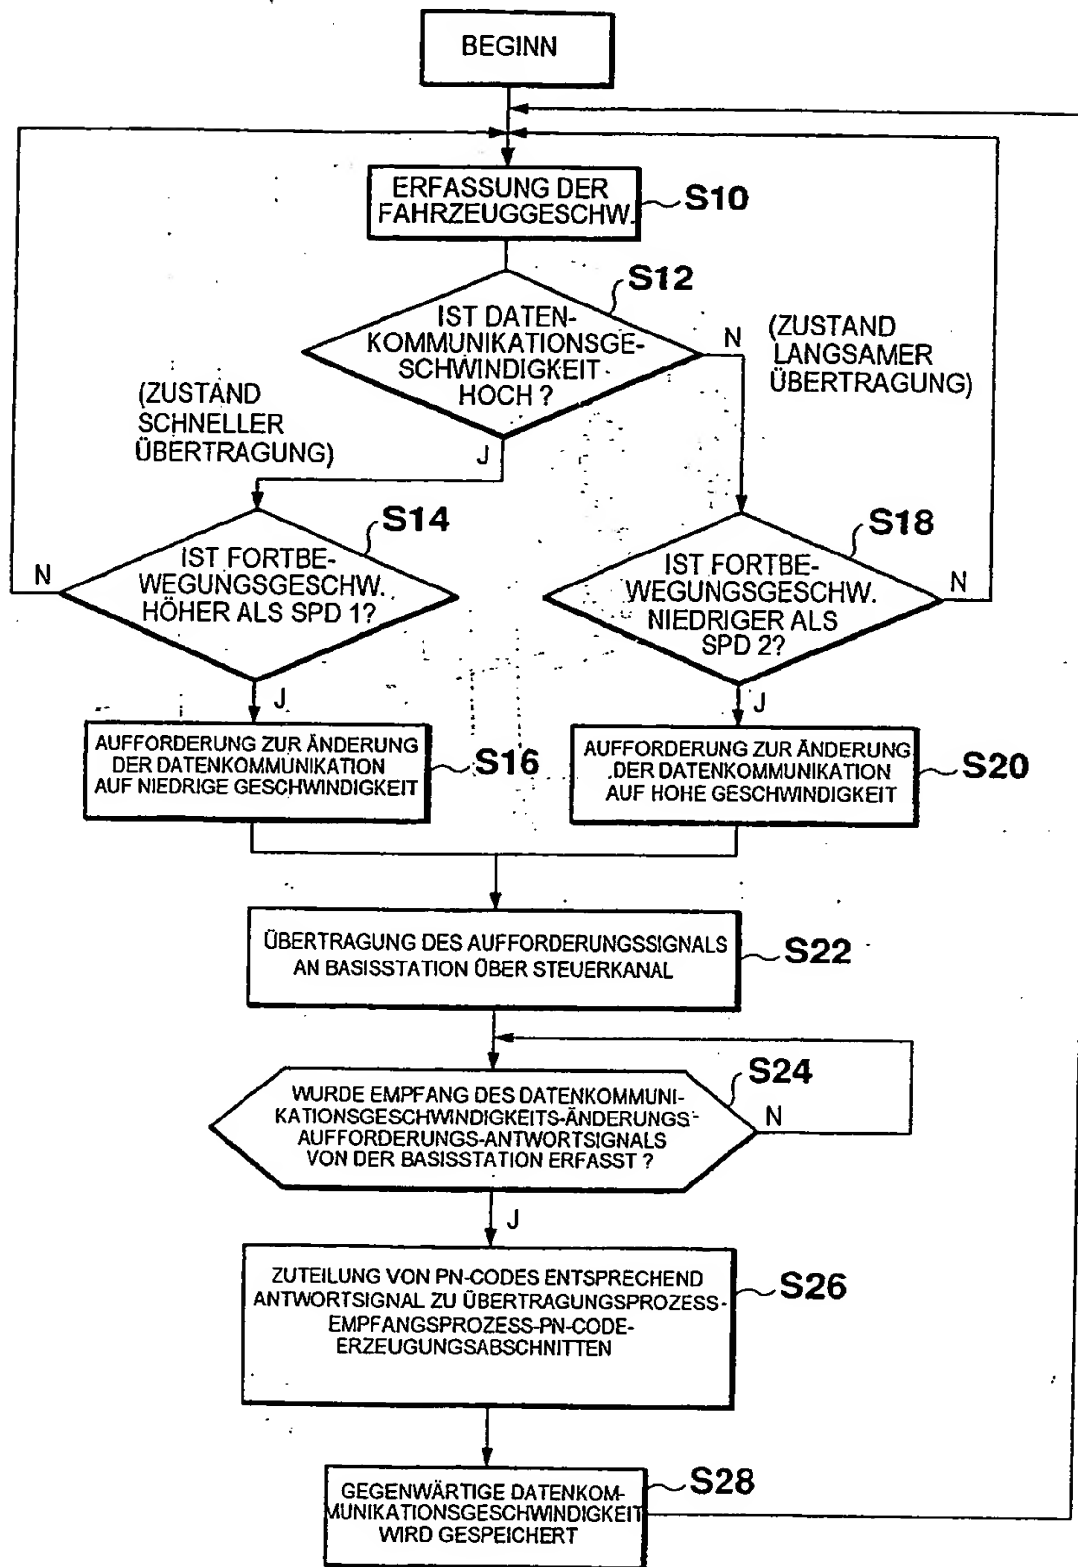 BEGINN
ERFASSUNG DER
FAHRZEUGGESCHW.
S10
S12
IST DATEN-
KOMMUNIKATIONSGE-
SCHWINDIGKEIT
HOCH ?
N
(ZUSTAND
LANGSAMER
ÜBERTRAGUNG)
(ZUSTAND
SCHNELLER
ÜBERTRAGUNG)
J
S14
IST FORTBE-
WEGUNGSGESCHW.
HÖHER ALS SPD 1?
N
J
S18
IST FORTBE-
WEGUNGSGESCHW.
NIEDRIGER ALS
SPD 2?
N
J
AUFFORDERUNG ZUR ÄNDERUNG
DER DATENKOMMUNIKATION
AUF NIEDRIGE GESCHWINDIGKEIT
S16
AUFFORDERUNG ZUR ÄNDERUNG
DER DATENKOMMUNIKATION
AUF HOHE GESCHWINDIGKEIT
S20
ÜBERTRAGUNG DES AUFFORDERUNGSSIGNALS
AN BASISSTATION ÜBER STEUERKANAL
S22
S24
WURDE EMPFANG DES DATENKOMMUNI-
KATIONSGESCHWINDIGKEITS-ÄNDERUNGS-
AUFFORDERUNGS-ANTWORTSIGNALS
VON DER BASISSTATION ERFASST ?
N
J
ZUTEILUNG VON PN-CODES ENTSPRECHEND
ANTWORTSIGNAL ZU ÜBERTRAGUNGSPROZESS-
EMPFANGSPROZESS-PN-CODE-
ERZEUGUNGSABSCHNITTEN
S26
GEGENWÄRTIGE DATENKOM-
MUNIKATIONSGESCHWINDIGKEIT
WIRD GESPEICHERT
S28